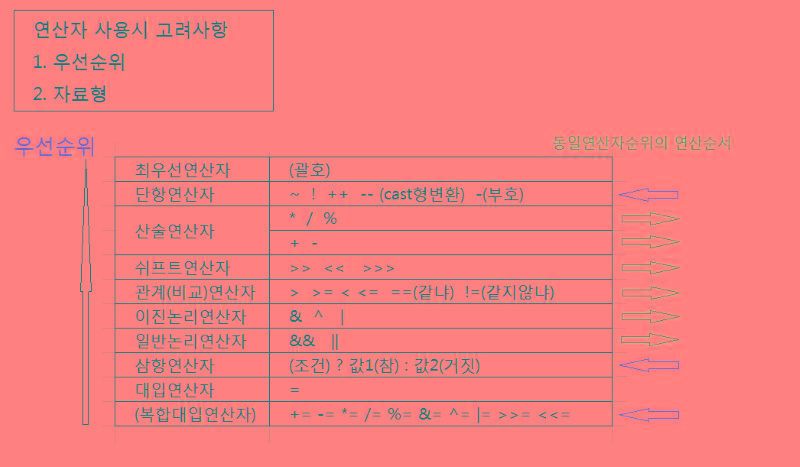 연산자 사용시 고려사항
1. 우선순위
2. 자료형
우선순위
동일연산자순위의 연산순서
최우선연산자 (괄호)
단항연산자 ~ ! ++ -- (cast형변환) -(부호)
산술연산자 * / %
+ -
쉬프트연산자 >> << >>>
관계(비교)연산자 > >= < <= ==(같냐) !=(같지않냐)
이진논리연산자 & ^ |
일반논리연산자 && ||
삼항연산자 (조건) ? 값1(참) : 값2(거짓)
대입연산자 =
(복합대입연산자) += -= *= /= %= &= ^= |= >>= <<=